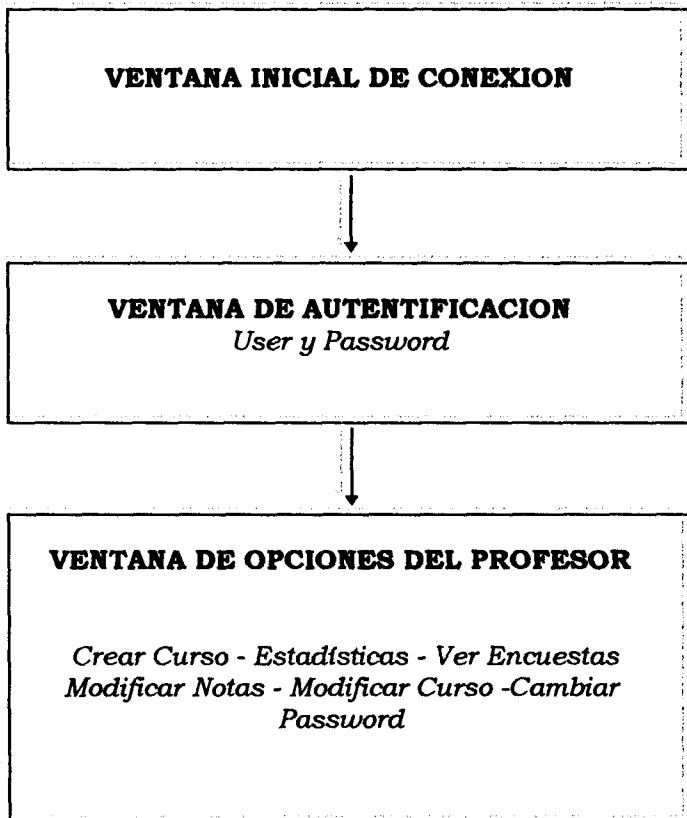 VENTANA INICIAL DE CONEXION
VENTANA DE AUTENTIFICACION
User y Password
VENTANA DE OPCIONES DEL PROFESOR
Crear Curso - Estadísticas - Ver Encuestas
Modificar Notas - Modificar Curso -Cambiar
Password